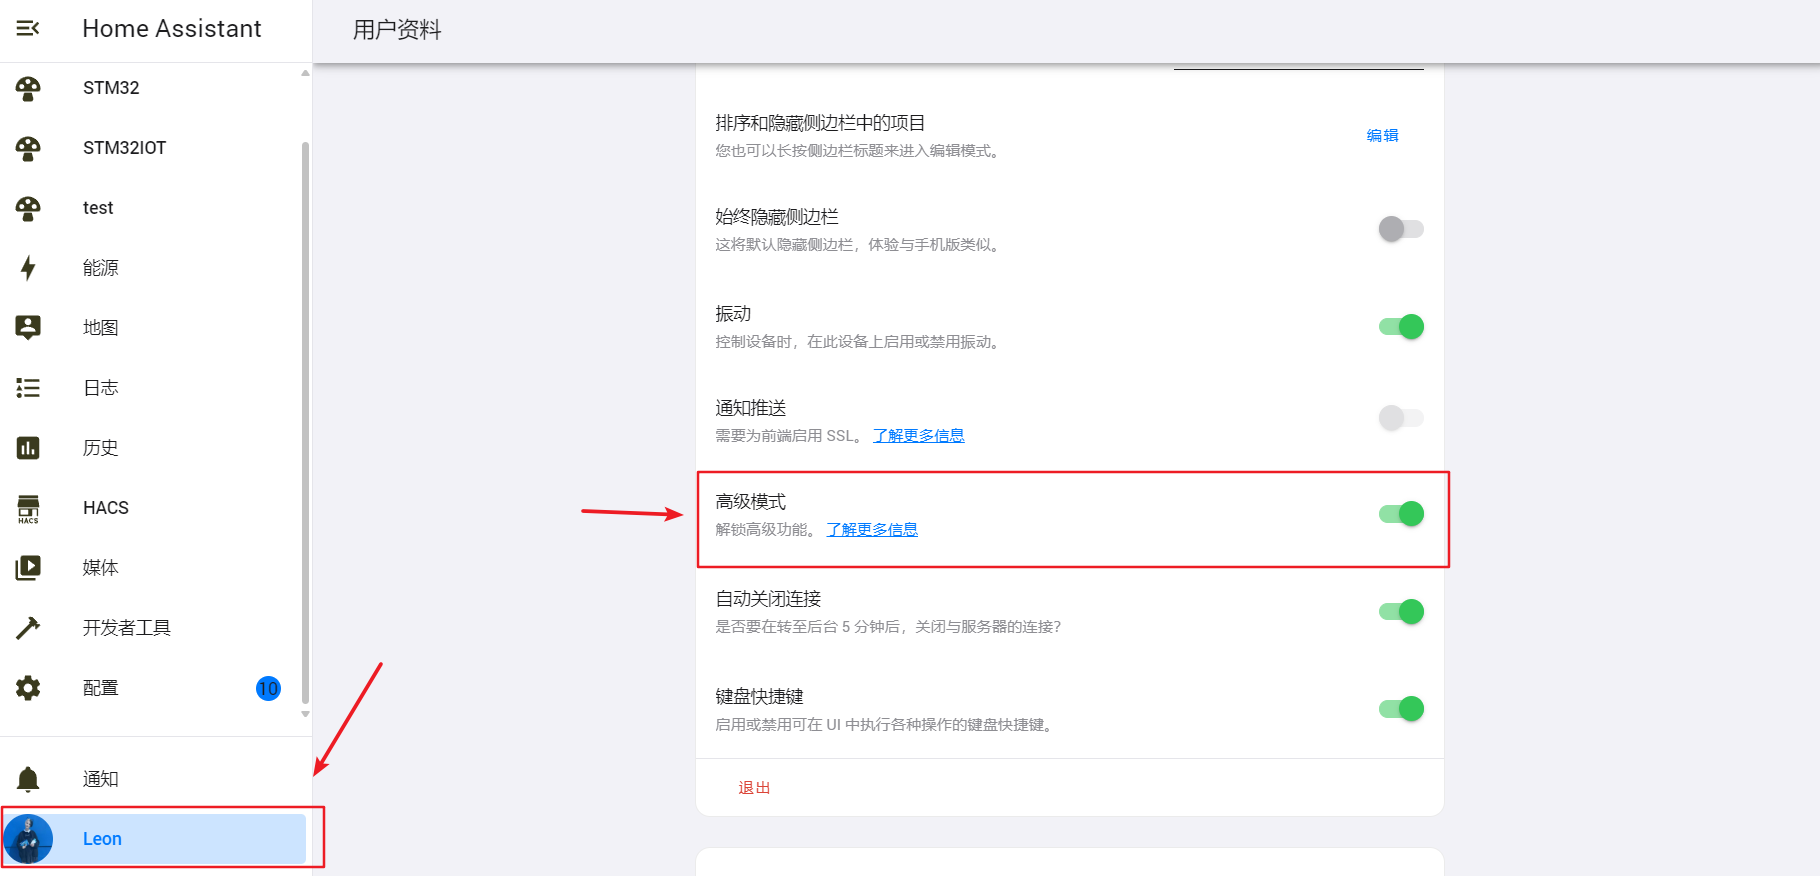 Home Assistant
用户资料
STM32
STM32IOT
test
能源
地图
日志
历史
HACS
HACS
媒体
开发者工具
配置
10
通知
Leon
排序和隐藏侧边栏中的项目
您也可以长按侧边栏标题来进入编辑模式。
编辑
始终隐藏侧边栏
这将默认隐藏侧边栏，体验与手机版类似。
振动
控制设备时，在此设备上启用或禁用振动。
通知推送
需要为前端启用 SSL。 了解更多信息
高级模式
解锁高级功能。 了解更多信息
自动关闭连接
是否要在转至后台 5 分钟后，关闭与服务器的连接？
键盘快捷键
启用或禁用可在 UI 中执行各种操作的键盘快捷键。
退出